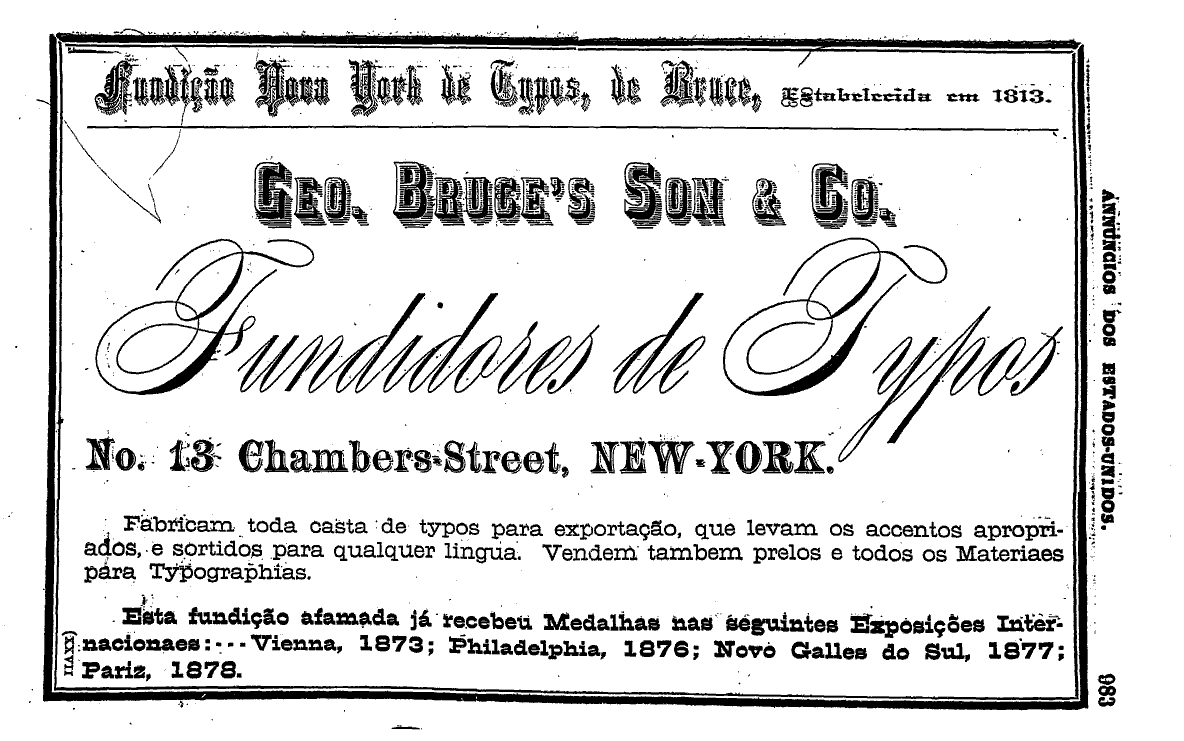 Fundição Nova York de Typos, de Bruce, Estabelecida em 1813.
GEO. BRUCE'S SON & CO.
Fundidores de Typos
No. 13 Chambers-Street, NEW-YORK.
Fabricam toda casta de typos para exportação, que levam os accentos apropri-
ados, e sortidos para qualquer lingua. Vendem tambem prelos e todos os Materiaes
para Typographias.
Esta fundição afamada já recebeu Medalhas nas seguintes Exposições Inter-
nacionaes:---Vienna, 1873; Philadelphia, 1876; Novo Galles do Sul, 1877;
Pariz, 1878.
ANNUNCIOS DOS ESTADOS-UNIDOS.
983